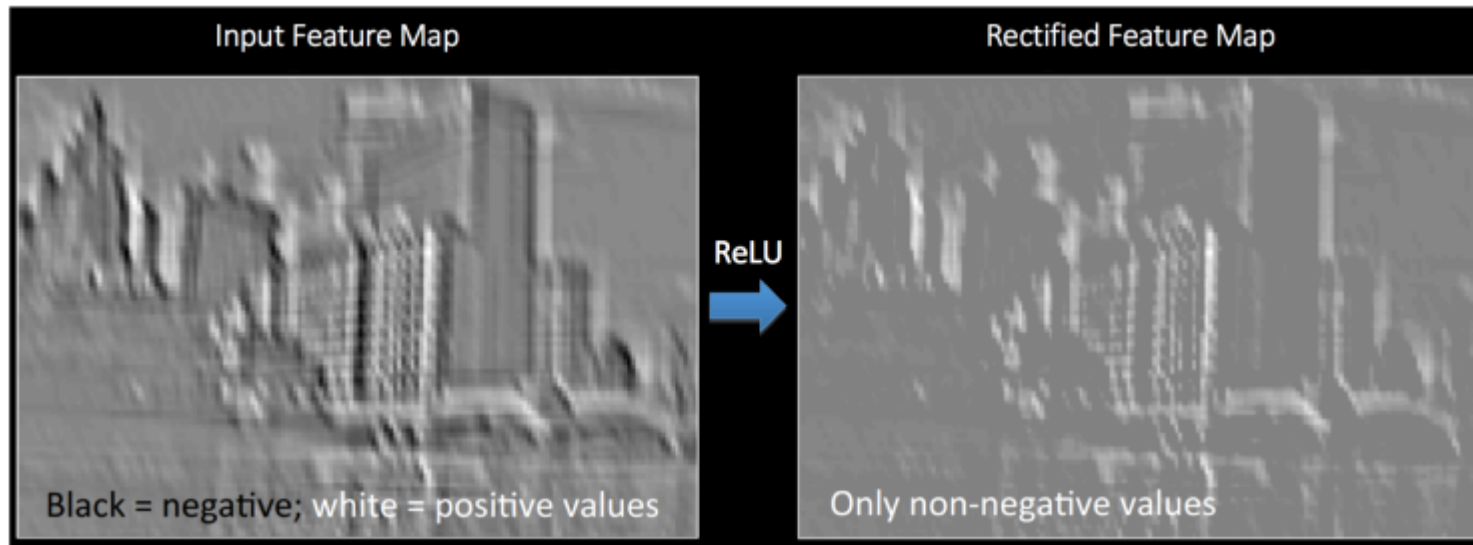 Input Feature Map
Rectified Feature Map
ReLU
Black = negative; white = positive values
Only non-negative values